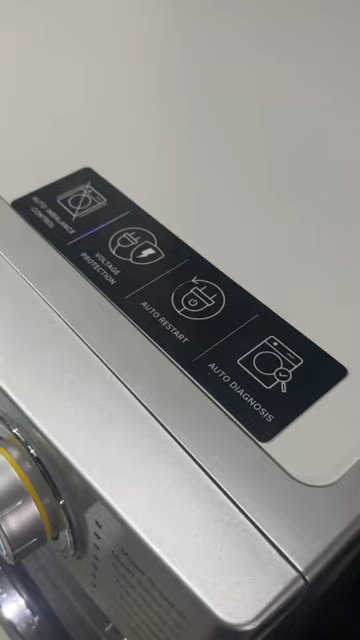 AUTO IMBALANCE
CONTROL
VOLTAGE
PROTECTION
AUTO RESTART
AUTO DIAGNOSIS